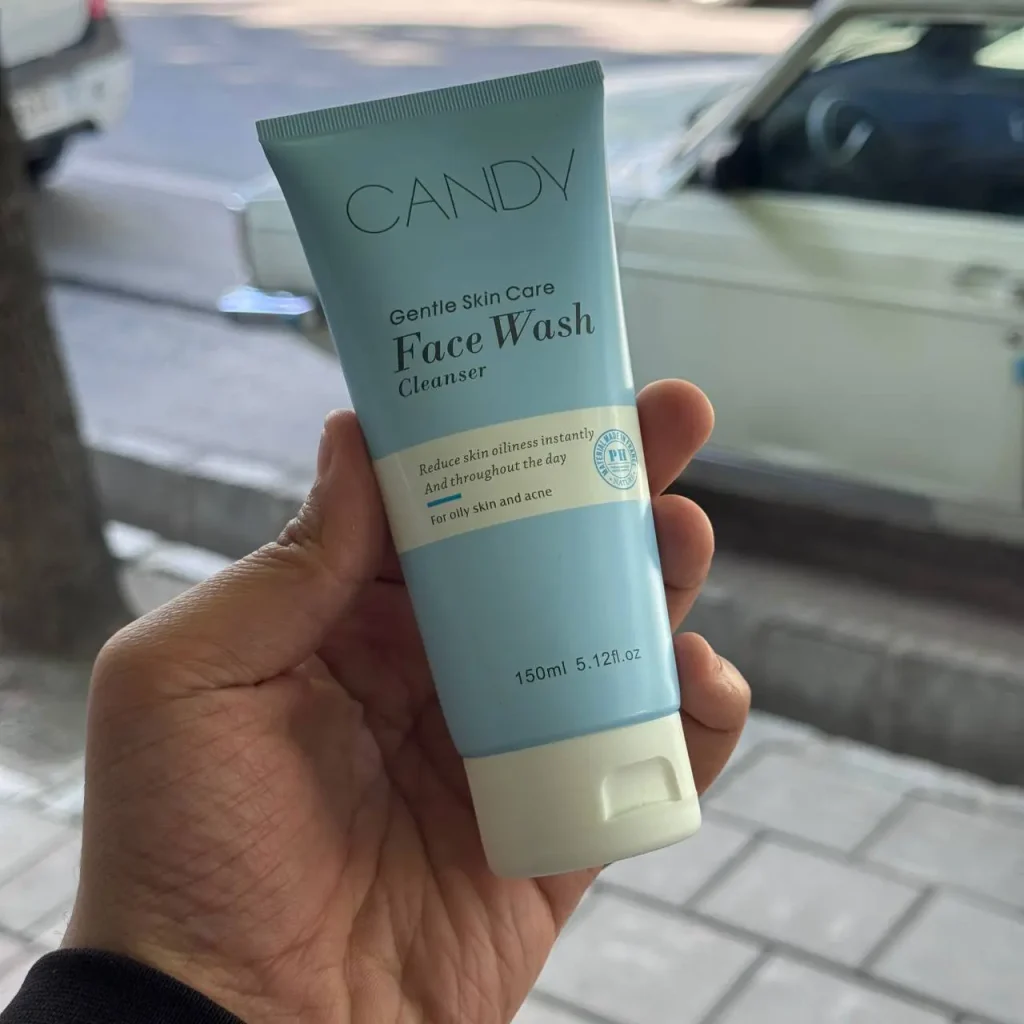 CANDY
Gentle Skin Care
Face Wash
Cleanser
Reduce skin oiliness instantly
And throughout the day
For oily skin and acne
PH
150ml 5.12fl.oz